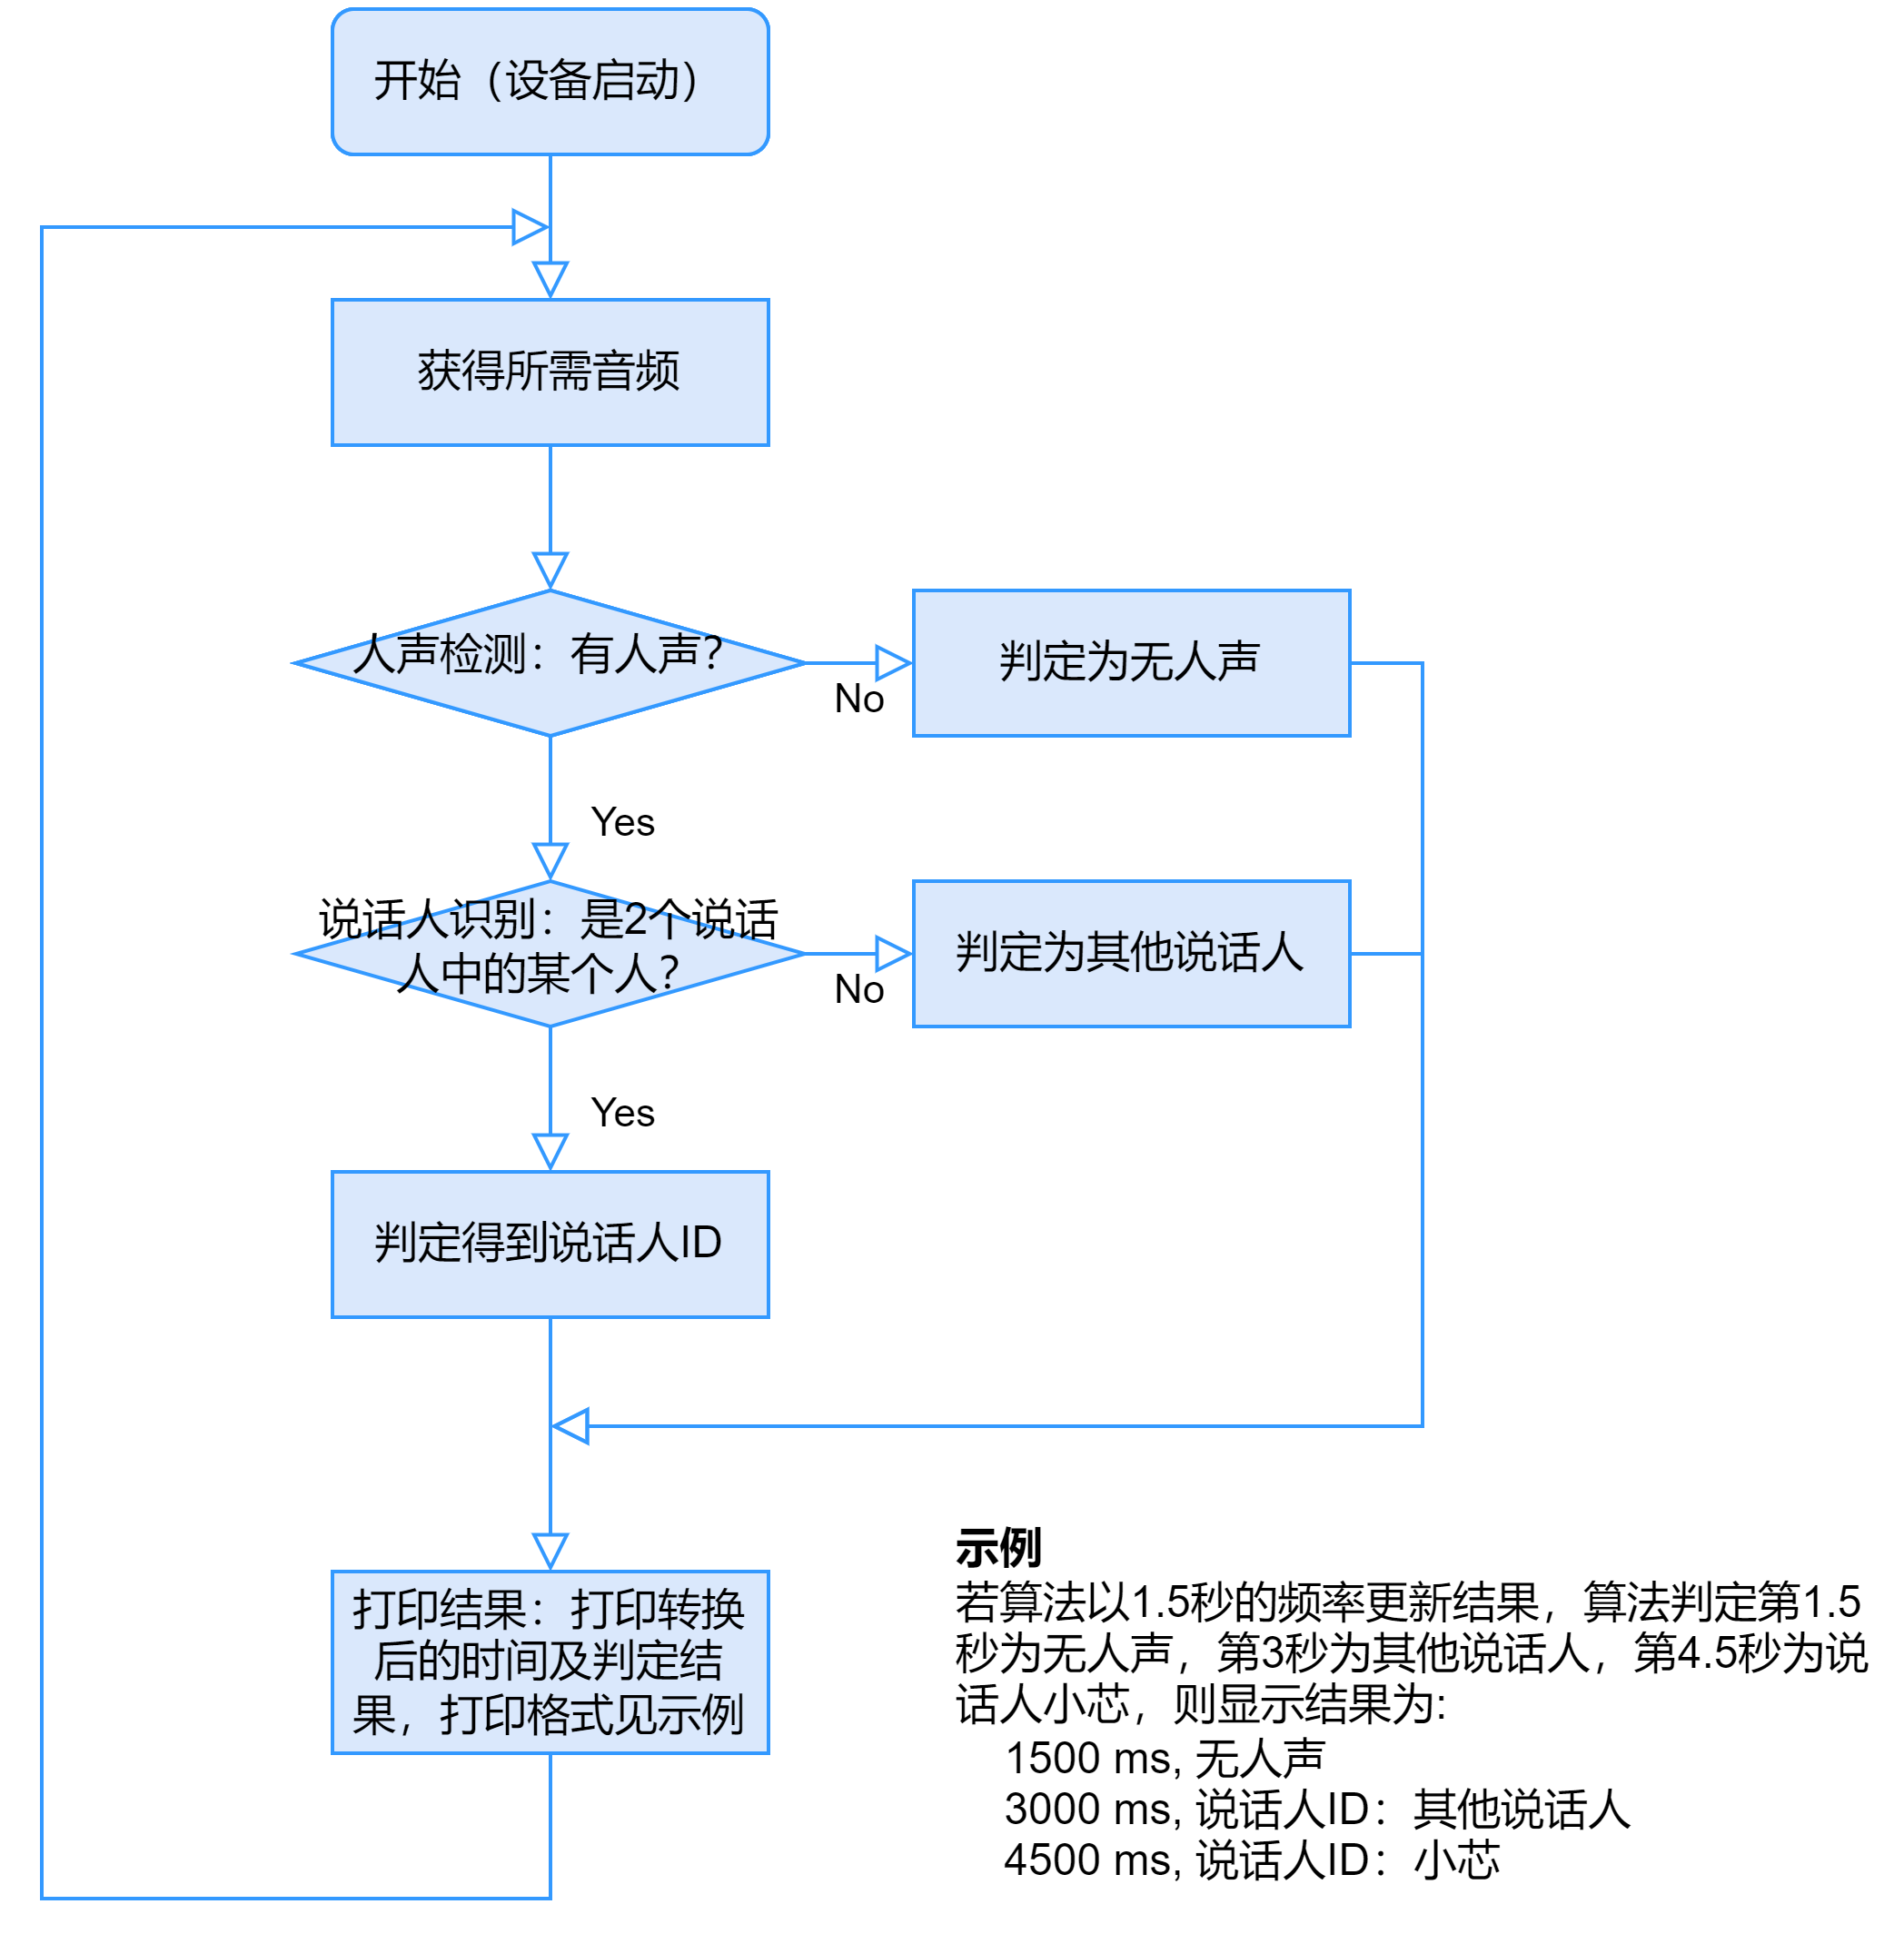 开始（设备启动）
获得所需音频
人声检测：有人声？
No
判定为无人声
Yes
说话人识别：是2个说话
人中的某个人？
No
判定为其他说话人
Yes
判定得到说话人ID
打印结果：打印转换
后的时间及判定结
果，打印格式见示例
示例
若算法以1.5秒的频率更新结果，算法判定第1.5
秒为无人声，第3秒为其他说话人，第4.5秒为说
话人小芯，则显示结果为:
1500 ms, 无人声
3000 ms, 说话人ID：其他说话人
4500 ms, 说话人ID：小芯